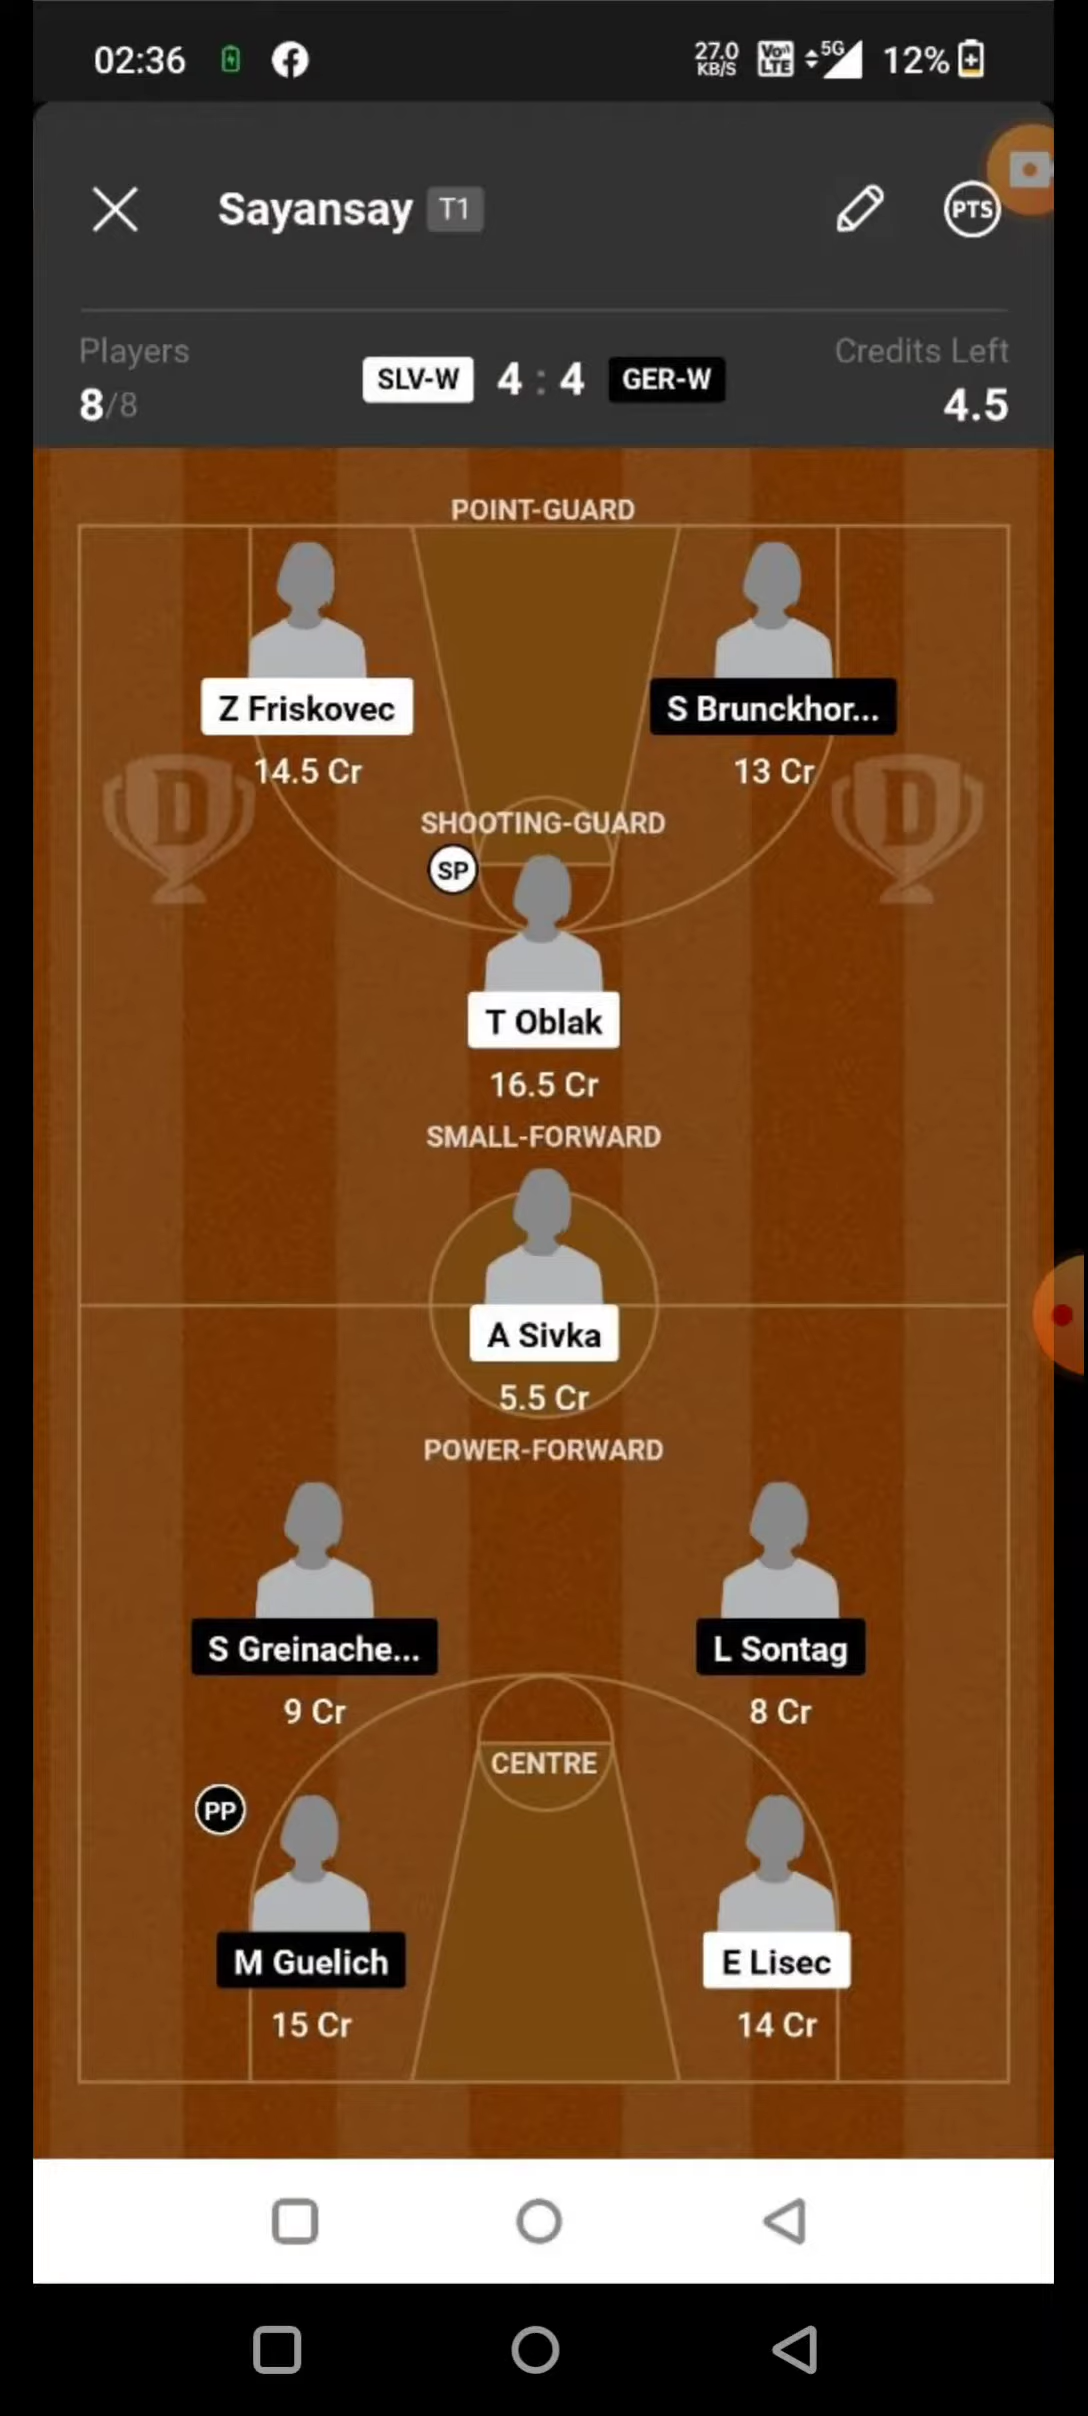 02:36 27.0 KB/S Vo)) LTE 5G 12%
Sayansay T1 PTS
Players Credits Left
8/8 SLV-W 4 : 4 GER-W 4.5
POINT-GUARD
Z Friskovec S Brunckhor...
14.5 Cr 13 Cr
D D
SHOOTING-GUARD
SP
T Oblak
16.5 Cr
SMALL-FORWARD
A Sivka
5.5 Cr
POWER-FORWARD
S Greinache... L Sontag
9 Cr 8 Cr
CENTRE
PP
M Guelich E Lisec
15 Cr 14 Cr